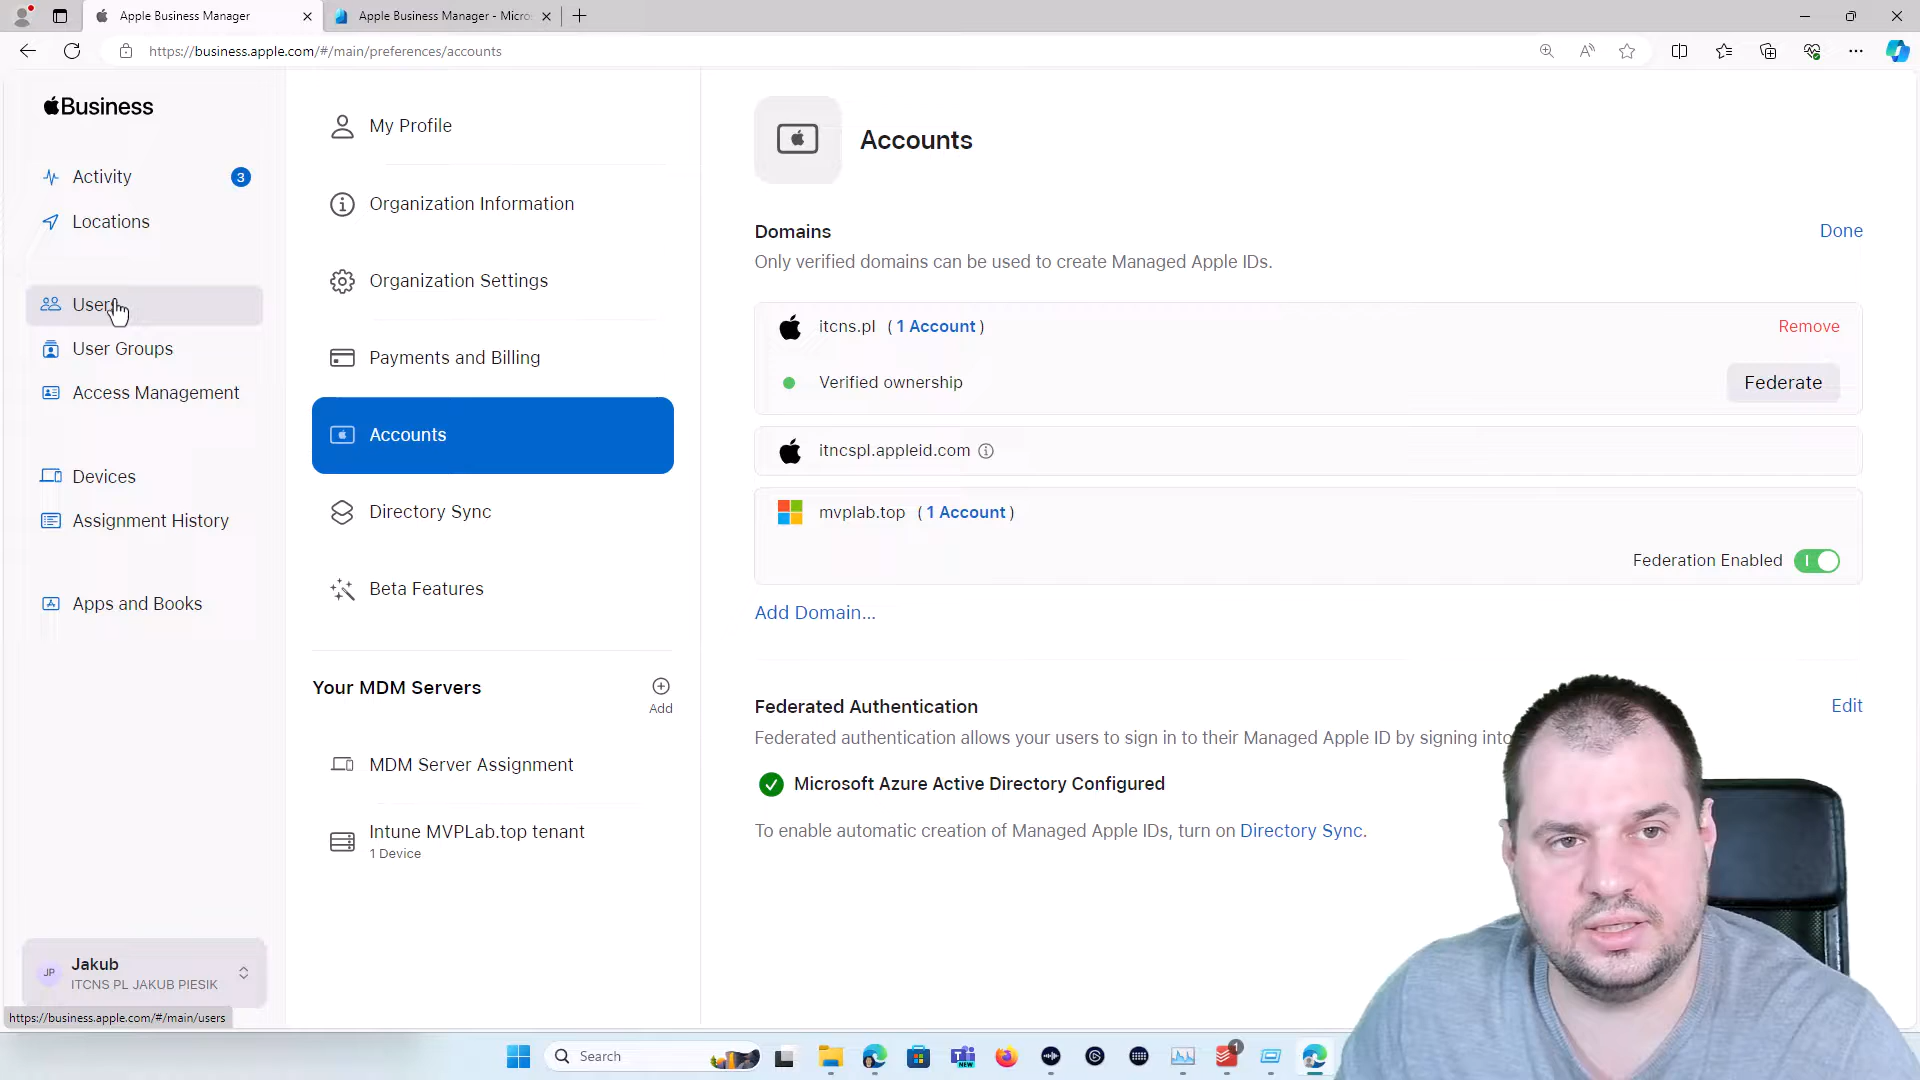 Apple Business Manager
Apple Business Manager - Micro
https://business.apple.com/#/main/preferences/accounts
Business
Activity
3
Locations
Users
User Groups
Access Management
Devices
Assignment History
Apps and Books
JP
Jakub
ITCNS PL JAKUB PIESIK
https://business.apple.com/#/main/users
My Profile
Organization Information
Organization Settings
Payments and Billing
Accounts
Directory Sync
Beta Features
Your MDM Servers
Add
MDM Server Assignment
Intune MVPLab.top tenant
1 Device
Accounts
Domains
Done
Only verified domains can be used to create Managed Apple IDs.
itcns.pl ( 1 Account )
Remove
Verified ownership
Federate
itncspl.appleid.com
mvplab.top ( 1 Account )
Federation Enabled
Add Domain...
Federated Authentication
Edit
Federated authentication allows your users to sign in to their Managed Apple ID by signing into
Microsoft Azure Active Directory Configured
To enable automatic creation of Managed Apple IDs, turn on Directory Sync.
Search
NEW
1